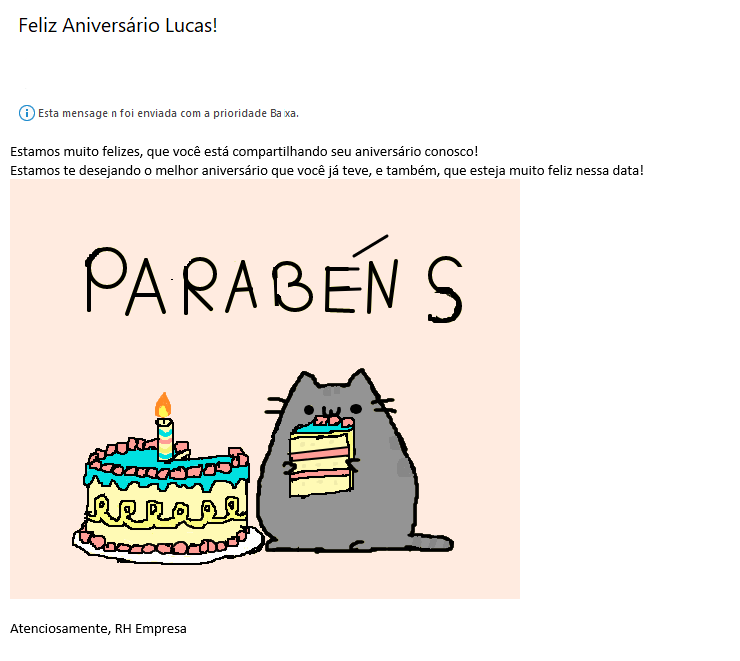 Feliz Aniversário Lucas!
Esta mensage n foi enviada com a prioridade Baixa.
Estamos muito felizes, que você está compartilhando seu aniversário conosco!
Estamos te desejando o melhor aniversário que você já teve, e também, que esteja muito feliz nessa data!
PARABÉNS
Atenciosamente, RH Empresa